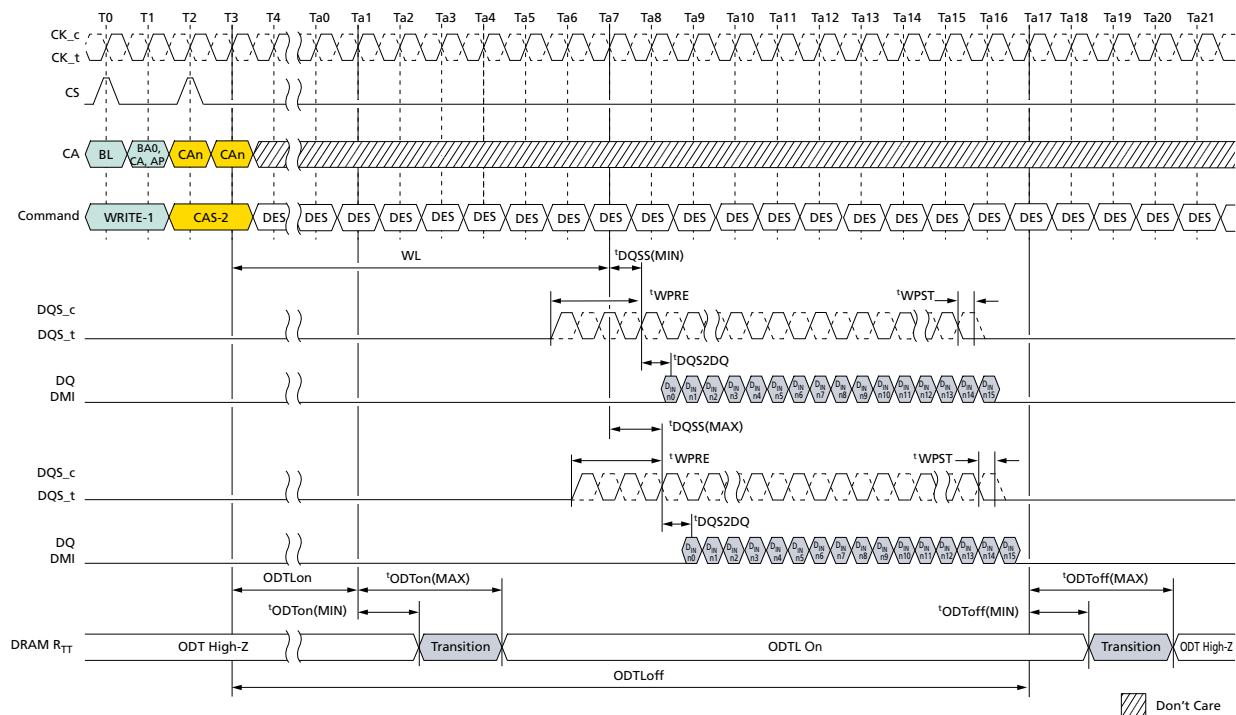 T0 T1 T2 T3 T4 Ta0 Ta1 Ta2 Ta3 Ta4 Ta5 Ta6 Ta7 Ta8 Ta9 Ta10 Ta11 Ta12 Ta13 Ta14 Ta15 Ta16 Ta17 Ta18 Ta19 Ta20 Ta21
CK_c
CK_t
CS
CA BL BA0, CA, AP CAn CAn
Command WRITE-1 CAS-2 DES DES DES DES DES DES DES DES DES DES DES DES DES DES DES DES DES DES DES DES DES DES DES
WL tDQSS(MIN)
tWPRE tWPST
DQS_c
DQS_t
tDQS2DQ
DQ
DMI
DIN n0 DIN n1 DIN n2 DIN n3 DIN n4 DIN n5 DIN n6 DIN n7 DIN n8 DIN n9 DIN n10 DIN n11 DIN n12 DIN n13 DIN n14 DIN n15
tDQSS(MAX)
tWPRE tWPST
DQS_c
DQS_t
tDQS2DQ
DQ
DMI
DIN n0 DIN n1 DIN n2 DIN n3 DIN n4 DIN n5 DIN n6 DIN n7 DIN n8 DIN n9 DIN n10 DIN n11 DIN n12 DIN n13 DIN n14 DIN n15
ODTLon tODTon(MAX) tODToff(MAX)
tODTon(MIN) tODToff(MIN)
DRAM RTT ODT High-Z Transition ODTL On Transition ODT High-Z
ODTLoff
Don't Care